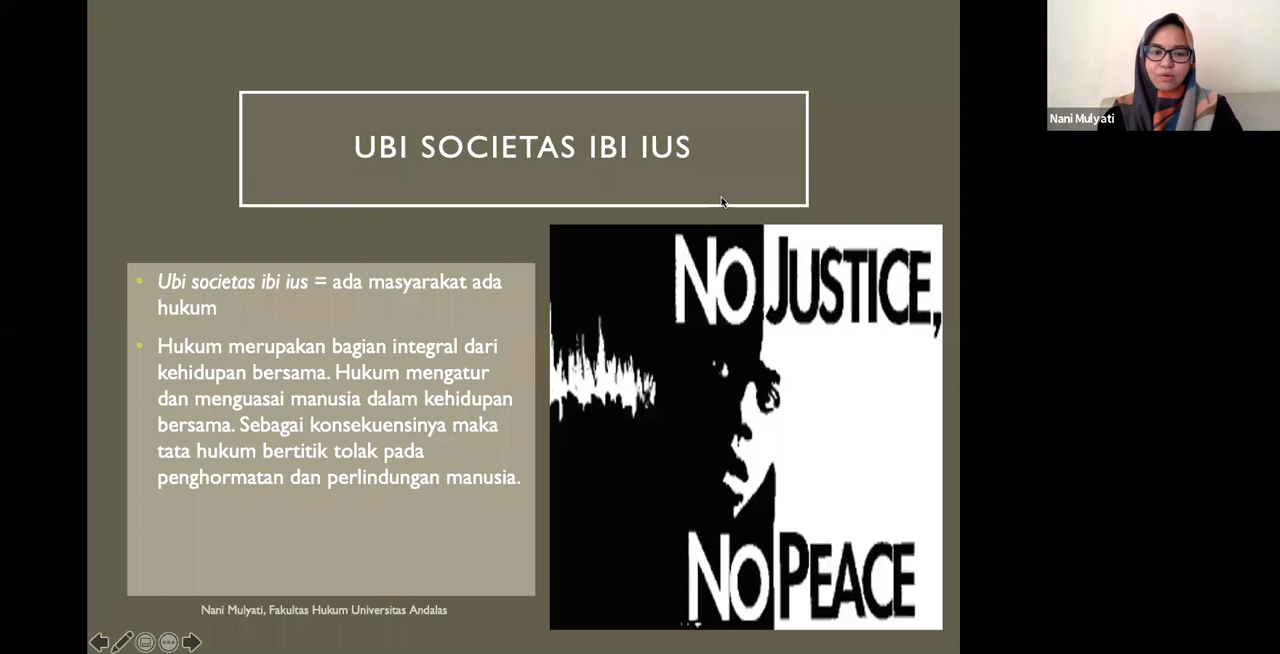 UBI SOCIETAS IBI IUS
Nani Mulyati
Ubi societas ibi ius = ada masyarakat ada
hukum
Hukum merupakan bagian integral dari
kehidupan bersama. Hukum mengatur
dan menguasai manusia dalam kehidupan
bersama. Sebagai konsekuensinya maka
tata hukum bertitik tolak pada
penghormatan dan perlindungan manusia.
NO JUSTICE,
NO PEACE
Nani Mulyati, Fakultas Hukum Universitas Andalas